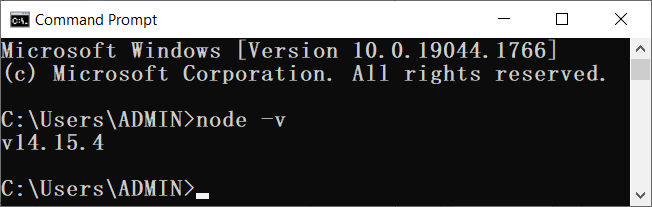 Command Prompt
Microsoft Windows [Version 10.0.19044.1766]
(c) Microsoft Corporation. All rights reserved.
C:\Users\ADMIN>node -v
v14.15.4
C:\Users\ADMIN>